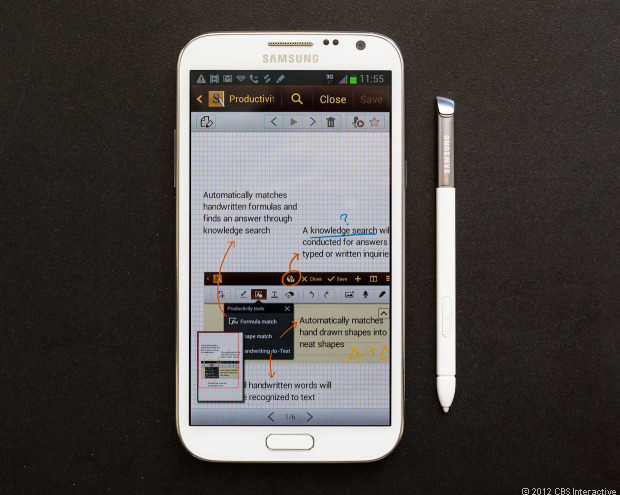 SAMSUNG
3G 11:55
S Productivit Close Save
Automatically matches
handwritten formulas and
finds an answer through
knowledge search
?
A knowledge search wil
conducted for answers
typed or written inquirie
Close Save
T
Productivity tools
Formula match
hape match
andwriting-to-Text
Automatically matches
hand drawn shapes into
neat shapes
ll handwritten words will
e recognized to text
1/6
SAMSUNG
© 2012 CBS Interactive